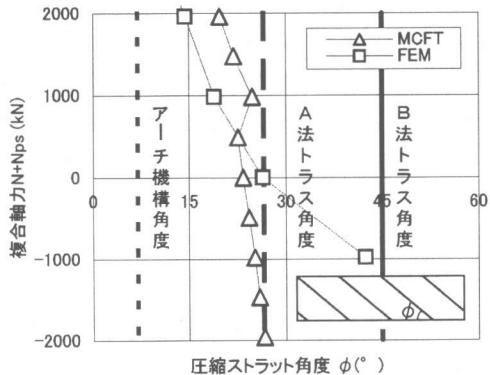 複合軸力N+Nps (kN)
2000
1000
0
-1000
-2000
0
15
30
45
60
MCFT
FEM
アーチ機構角度
A法トラス角度
B法トラス角度
φ
圧縮ストラット角度 φ(°)